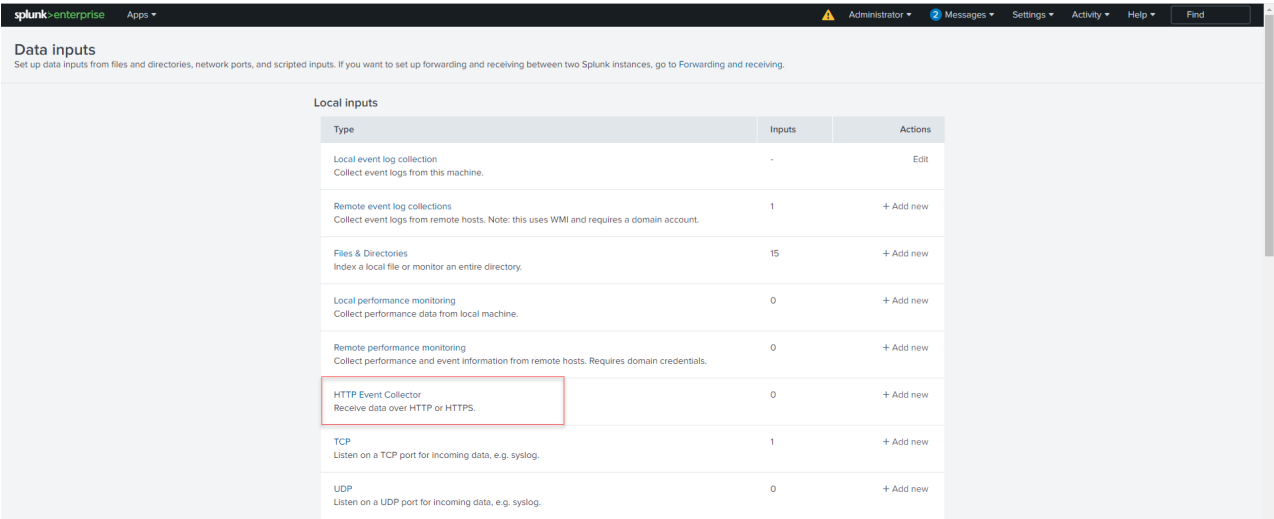 splunk>enterprise Apps Administrator 2 Messages Settings Activity Help Find
Data inputs
Set up data inputs from files and directories, network ports, and scripted inputs. If you want to set up forwarding and receiving between two Splunk instances, go to Forwarding and receiving.
Local inputs
Type Inputs Actions
Local event log collection - Edit
Collect event logs from this machine.
Remote event log collections 1 + Add new
Collect event logs from remote hosts. Note: this uses WMI and requires a domain account.
Files & Directories 15 + Add new
Index a local file or monitor an entire directory.
Local performance monitoring 0 + Add new
Collect performance data from local machine.
Remote performance monitoring 0 + Add new
Collect performance and event information from remote hosts. Requires domain credentials.
HTTP Event Collector 0 + Add new
Receive data over HTTP or HTTPS.
TCP 1 + Add new
Listen on a TCP port for incoming data, e.g. syslog.
UDP 0 + Add new
Listen on a UDP port for incoming data, e.g. syslog.